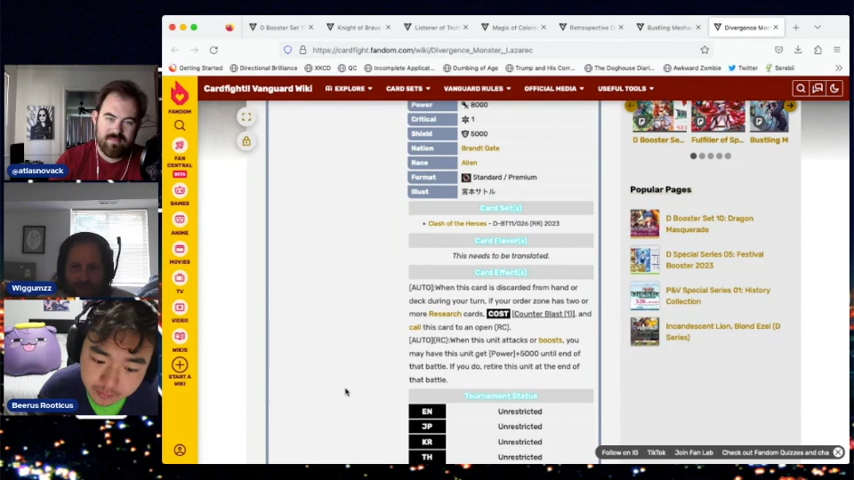 D Booster Set 1
Knight of Brav
Listener of Trut
Magic of Calen
Retrospective D
Bustling Mecha
Divergence Mon
https://cardfight.fandom.com/wiki/Divergence_Monster_Lazarec
Getting Started
Directional Brilliance
XKCD
QC
Incomplete Applicat...
Dumbing of Age
Trump and His Corr...
The Doghouse Diari...
Awkward Zombie
Twitter
Serebii
FANDOM
Cardfight!! Vanguard Wiki
EXPLORE
CARD SETS
VANGUARD RULES
OFFICIAL MEDIA
USEFUL TOOLS
FAN CENTRAL
BETA
GAMES
ANIME
MOVIES
TV
VIDEO
WIKIS
START A WIKI
@atlasnovack
Wiggumzz
Beerus Rooticus
Power 8000
Critical 1
Shield 5000
Nation Brandt Gate
Race Alien
Format Standard / Premium
Illust 宮本サトル
Card Set(s)
• Clash of the Heroes - D-BT11/026 (RR) 2023
Card Flavor(s)
This needs to be translated.
Card Effect(s)
[AUTO]:When this card is discarded from hand or
deck during your turn, if your order zone has two or
more Research cards, COST [Counter Blast (1)], and
call this card to an open (RC).
[AUTO](RC):When this unit attacks or boosts, you
may have this unit get [Power]+5000 until end of
that battle. If you do, retire this unit at the end of
that battle.
Tournament Status
EN Unrestricted
JP Unrestricted
KR Unrestricted
TH Unrestricted
D Booster Se...
Fulfiller of Sp...
Bustling M
Popular Pages
D Booster Set 10: Dragon
Masquerade
D Special Series 05: Festival
Booster 2023
P&V Special Series 01: History
Collection
Incandescent Lion, Blond Ezel (D
Series)
Follow on IG
TikTok
Join Fan Lab
Check out Fandom Quizzes and cha